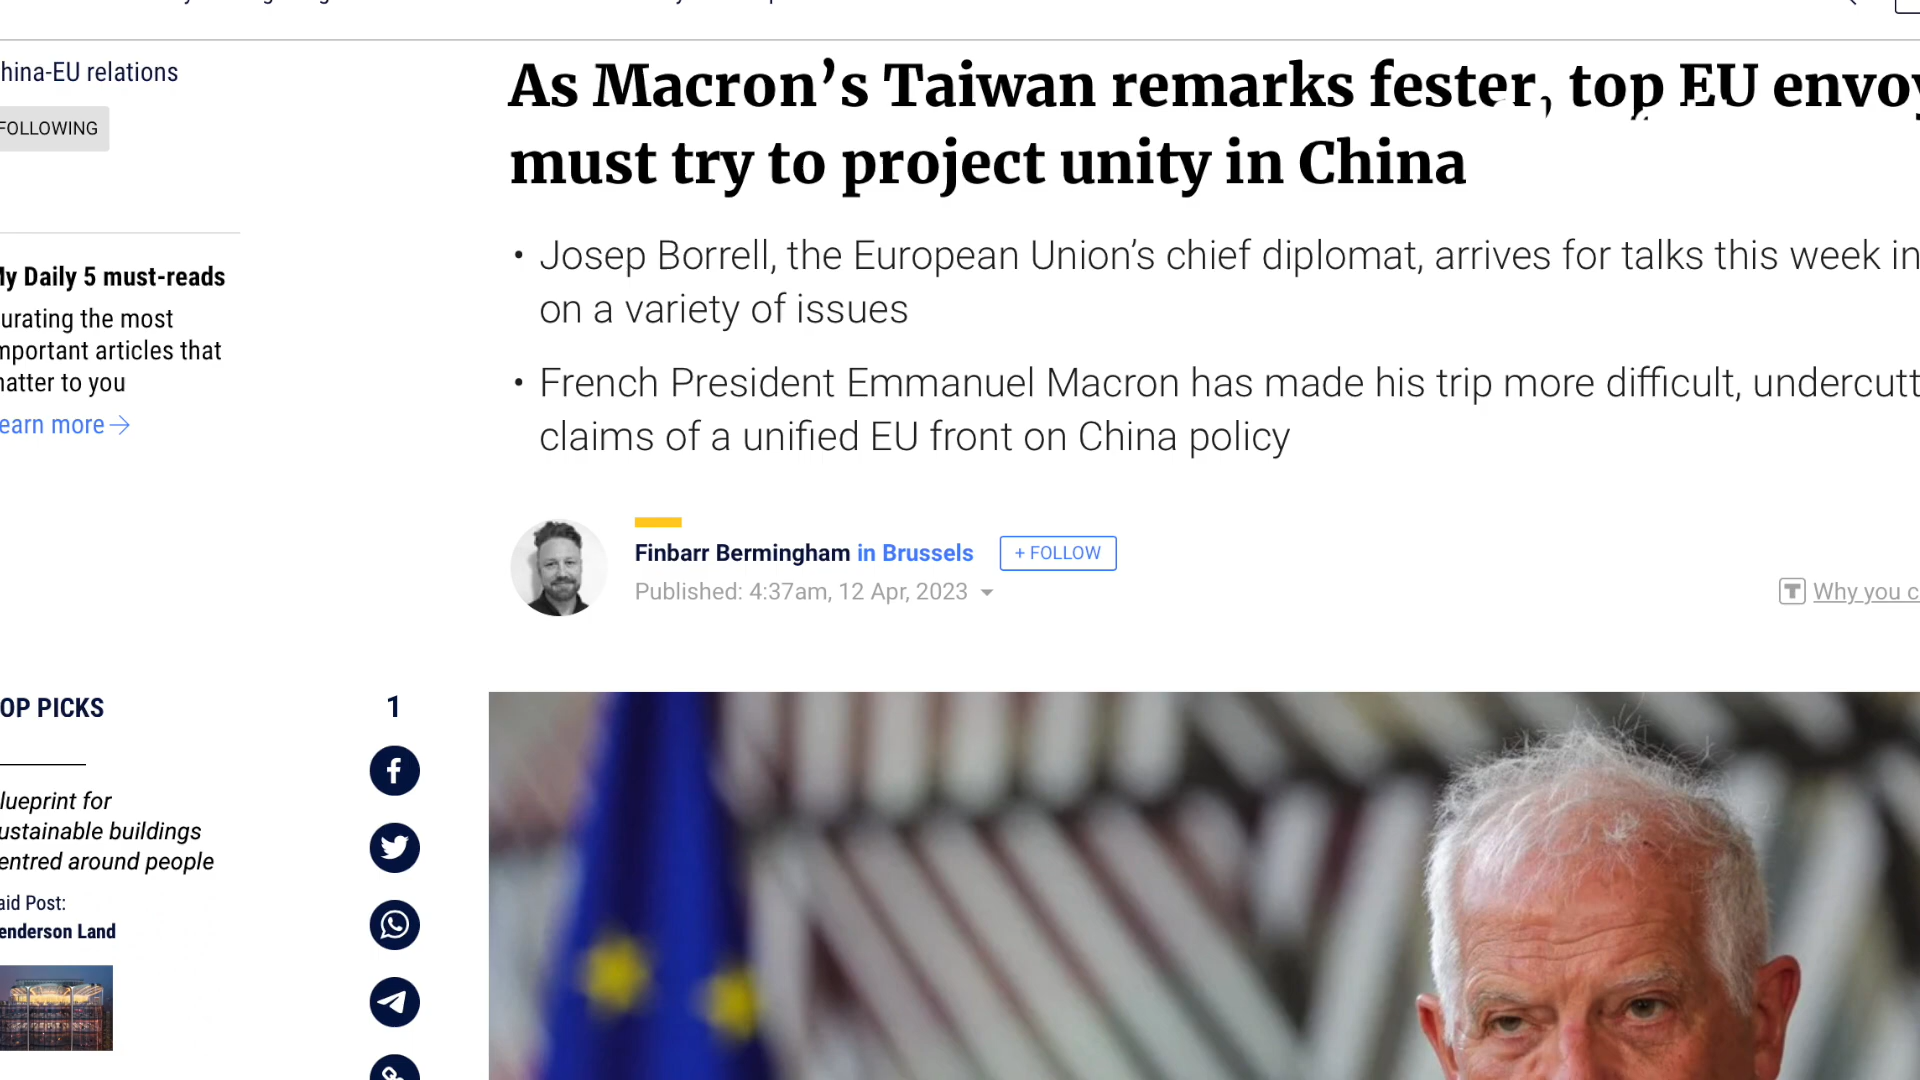 hina-EU relations
FOLLOWING
As Macron’s Taiwan remarks fester, top EU envoy
must try to project unity in China
• Josep Borrell, the European Union’s chief diplomat, arrives for talks this week in
on a variety of issues
• French President Emmanuel Macron has made his trip more difficult, undercutt
claims of a unified EU front on China policy
My Daily 5 must-reads
urating the most
mportant articles that
matter to you
earn more
Finbarr Bermingham in Brussels
+ FOLLOW
Published: 4:37am, 12 Apr, 2023
Why you c
OP PICKS
1
lueprint for
ustainable buildings
entred around people
aid Post:
enderson Land